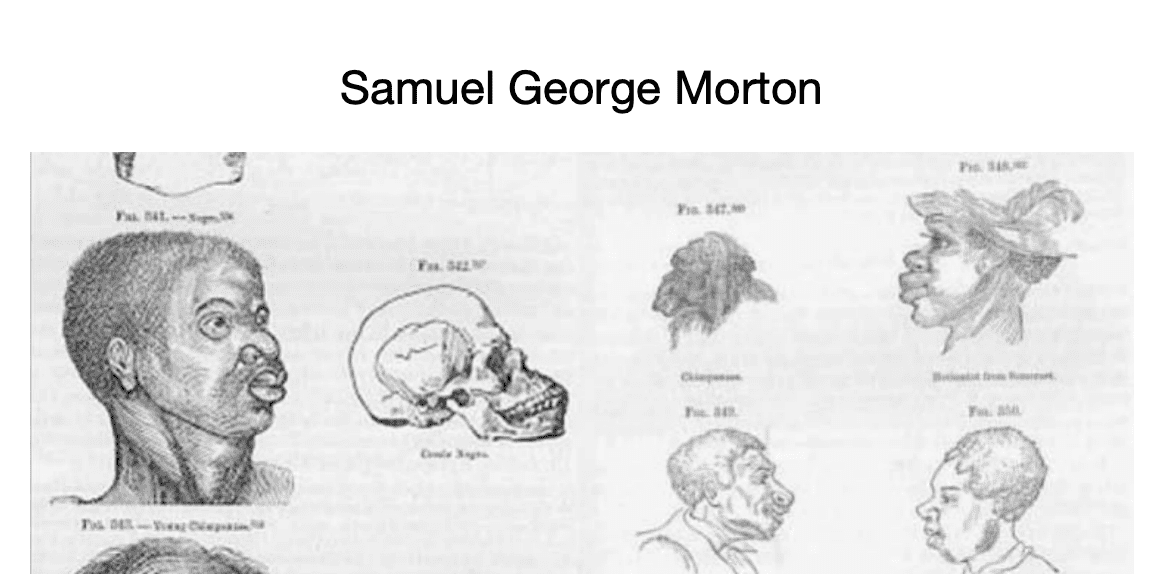 Samuel George Morton
FIG. 341. — Negro.
FIG. 342.
Creole Negro.
FIG. 343. — Young Chimpanzee.
FIG. 347.
Chimpanzee.
FIG. 348.
Hottentot from Somerset.
FIG. 349.
FIG. 350.